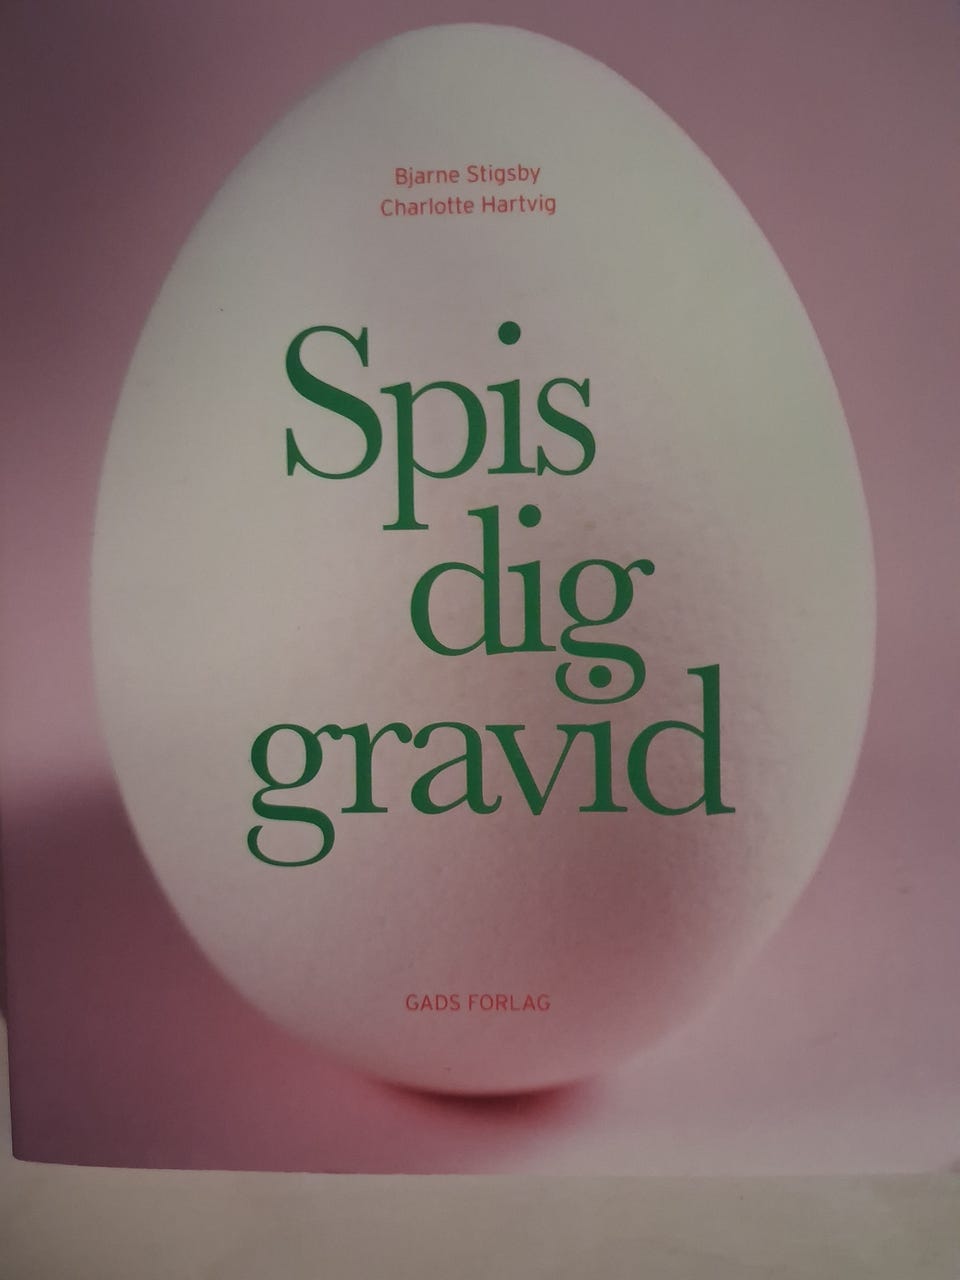 Bjarne Stigsby
Charlotte Hartvig
Spis
dig
gravid
GADS FORLAG